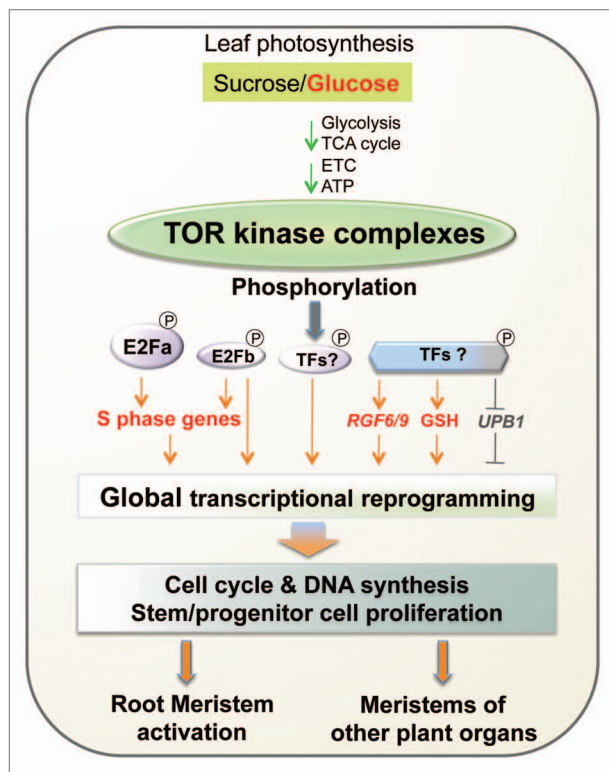 Leaf photosynthesis
Sucrose/Glucose
Glycolysis
TCA cycle
ETC
ATP
TOR kinase complexes
Phosphorylation
P P P P
E2Fa E2Fb TFs? TFs ?
S phase genes RGF6/9 GSH UPB1
Global transcriptional reprogramming
Cell cycle & DNA synthesis
Stem/progenitor cell proliferation
Root Meristem
activation
Meristems of
other plant organs